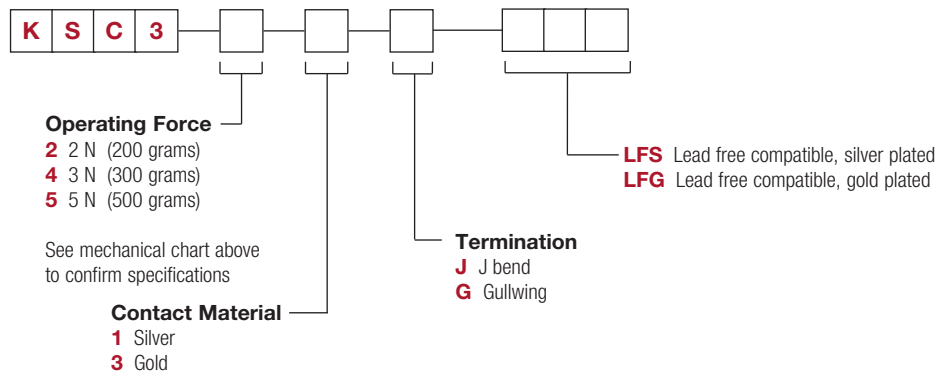 K S C 3
Operating Force
2 2 N (200 grams)
4 3 N (300 grams)
5 5 N (500 grams)
See mechanical chart above
to confirm specifications
Contact Material
1 Silver
3 Gold
Termination
J J bend
G Gullwing
LFS Lead free compatible, silver plated
LFG Lead free compatible, gold plated